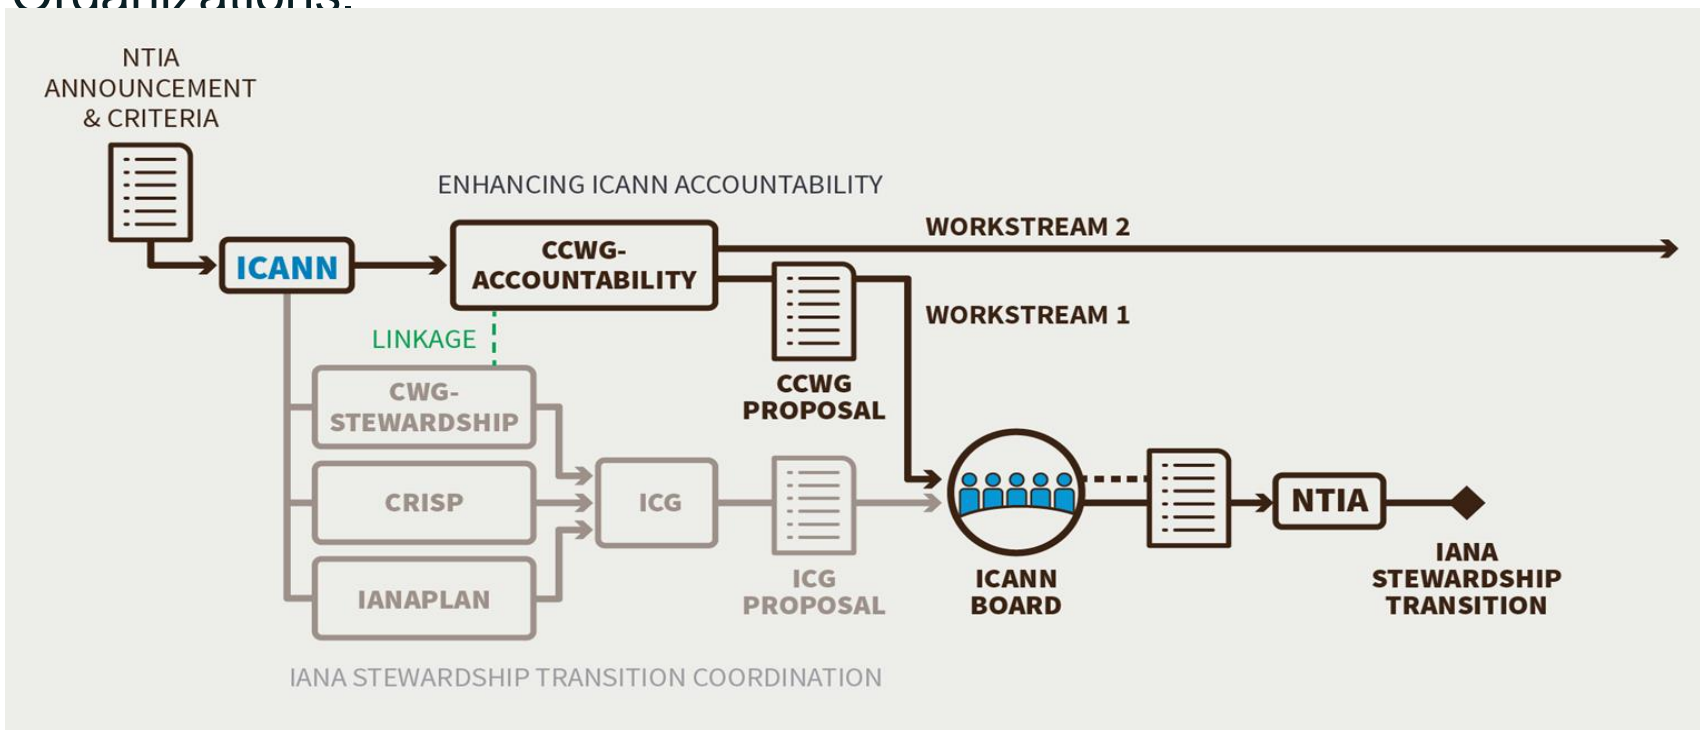 Organizations.
NTIA
ANNOUNCEMENT
& CRITERIA
ENHANCING ICANN ACCOUNTABILITY
ICANN
CCWG-
ACCOUNTABILITY
WORKSTREAM 2
WORKSTREAM 1
LINKAGE
CCWG
PROPOSAL
CWG-
STEWARDSHIP
CRISP
IANAPLAN
ICG
ICG
PROPOSAL
ICANN
BOARD
NTIA
IANA
STEWARDSHIP
TRANSITION
IANA STEWARDSHIP TRANSITION COORDINATION